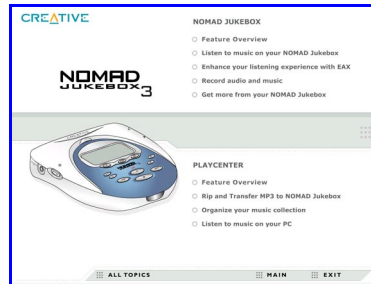 CREATIVE
NOMAD
JUKEBOX 3
NOMAD JUKEBOX
Feature Overview
Listen to music on your NOMAD Jukebox
Enhance your listening experience with EAX
Record audio and music
Get more from your NOMAD Jukebox
PLAYCENTER
Feature Overview
Rip and Transfer MP3 to NOMAD Jukebox
Organize your music collection
Listen to music on your PC
ALL TOPICS
MAIN
EXIT